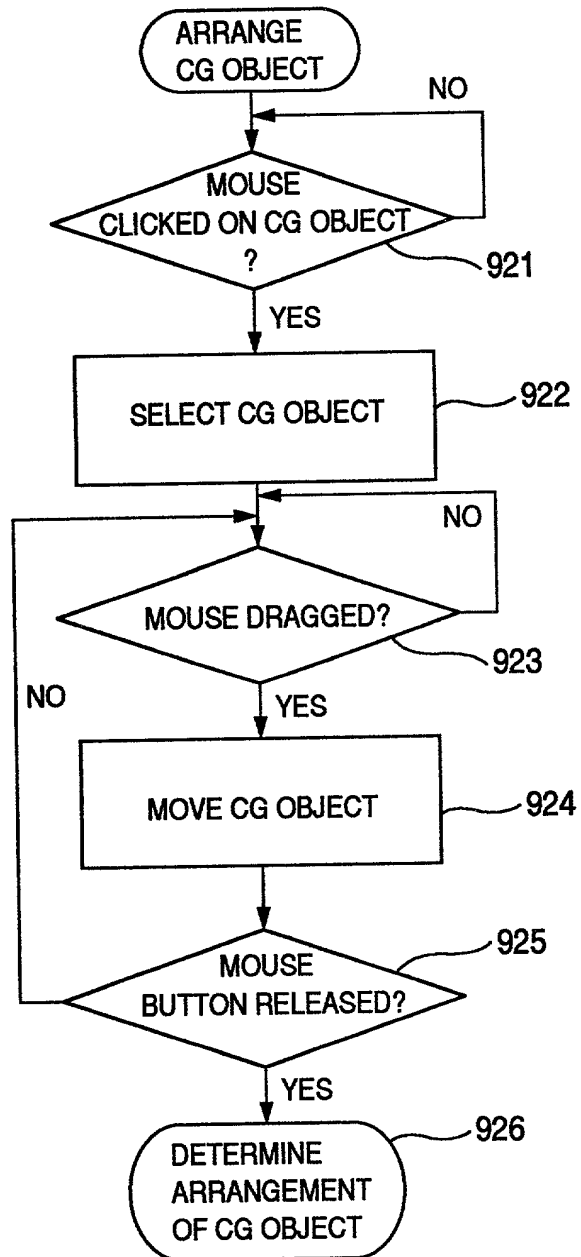 ARRANGE
CG OBJECT
NO
MOUSE
CLICKED ON CG OBJECT
?
921
YES
SELECT CG OBJECT
922
NO
MOUSE DRAGGED?
923
NO
YES
MOVE CG OBJECT
924
925
MOUSE
BUTTON RELEASED?
YES
926
DETERMINE
ARRANGEMENT
OF CG OBJECT